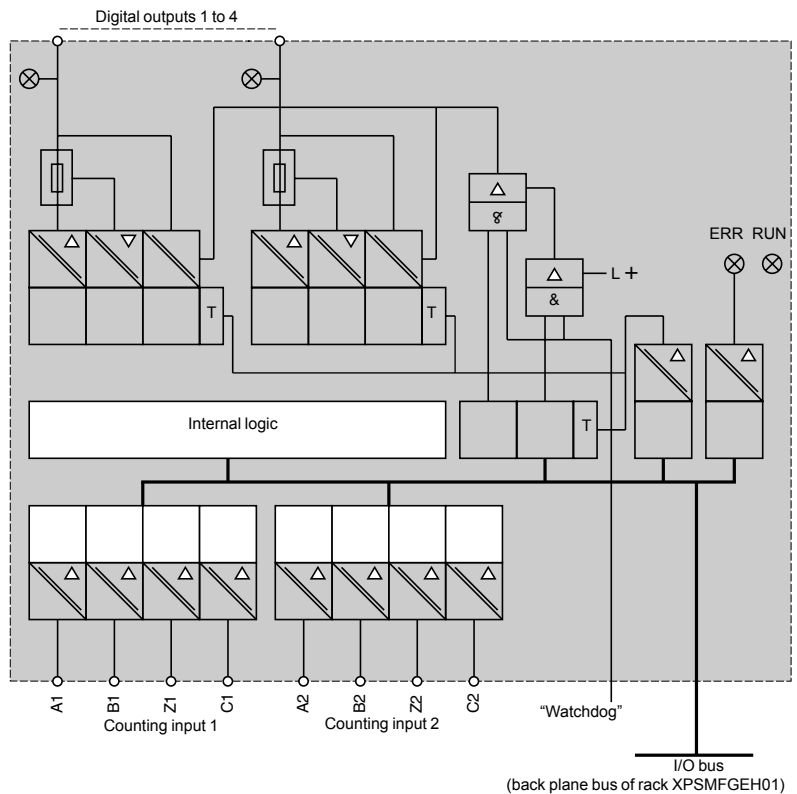 Digital outputs 1 to 4
&
ERR RUN
L +
&
T
T
Internal logic
T
A1
B1
Z1
C1
A2
B2
Z2
C2
Counting input 1
Counting input 2
“Watchdog”
I/O bus
(back plane bus of rack XPSMFGEH01)